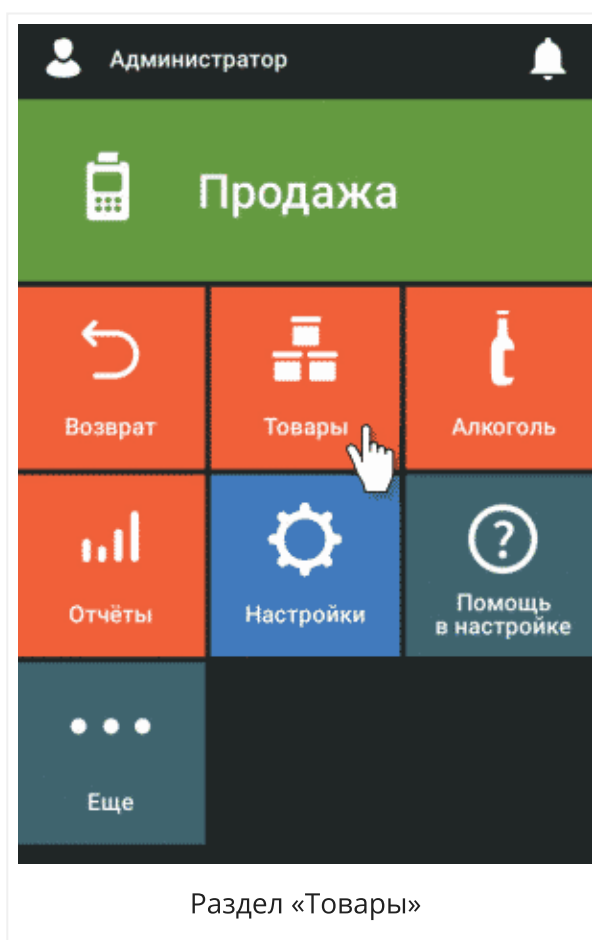 Администратор
Продажа
Возврат
Товары
Алкоголь
Отчёты
Настройки
Помощь
в настройке
Еще
Раздел «Товары»